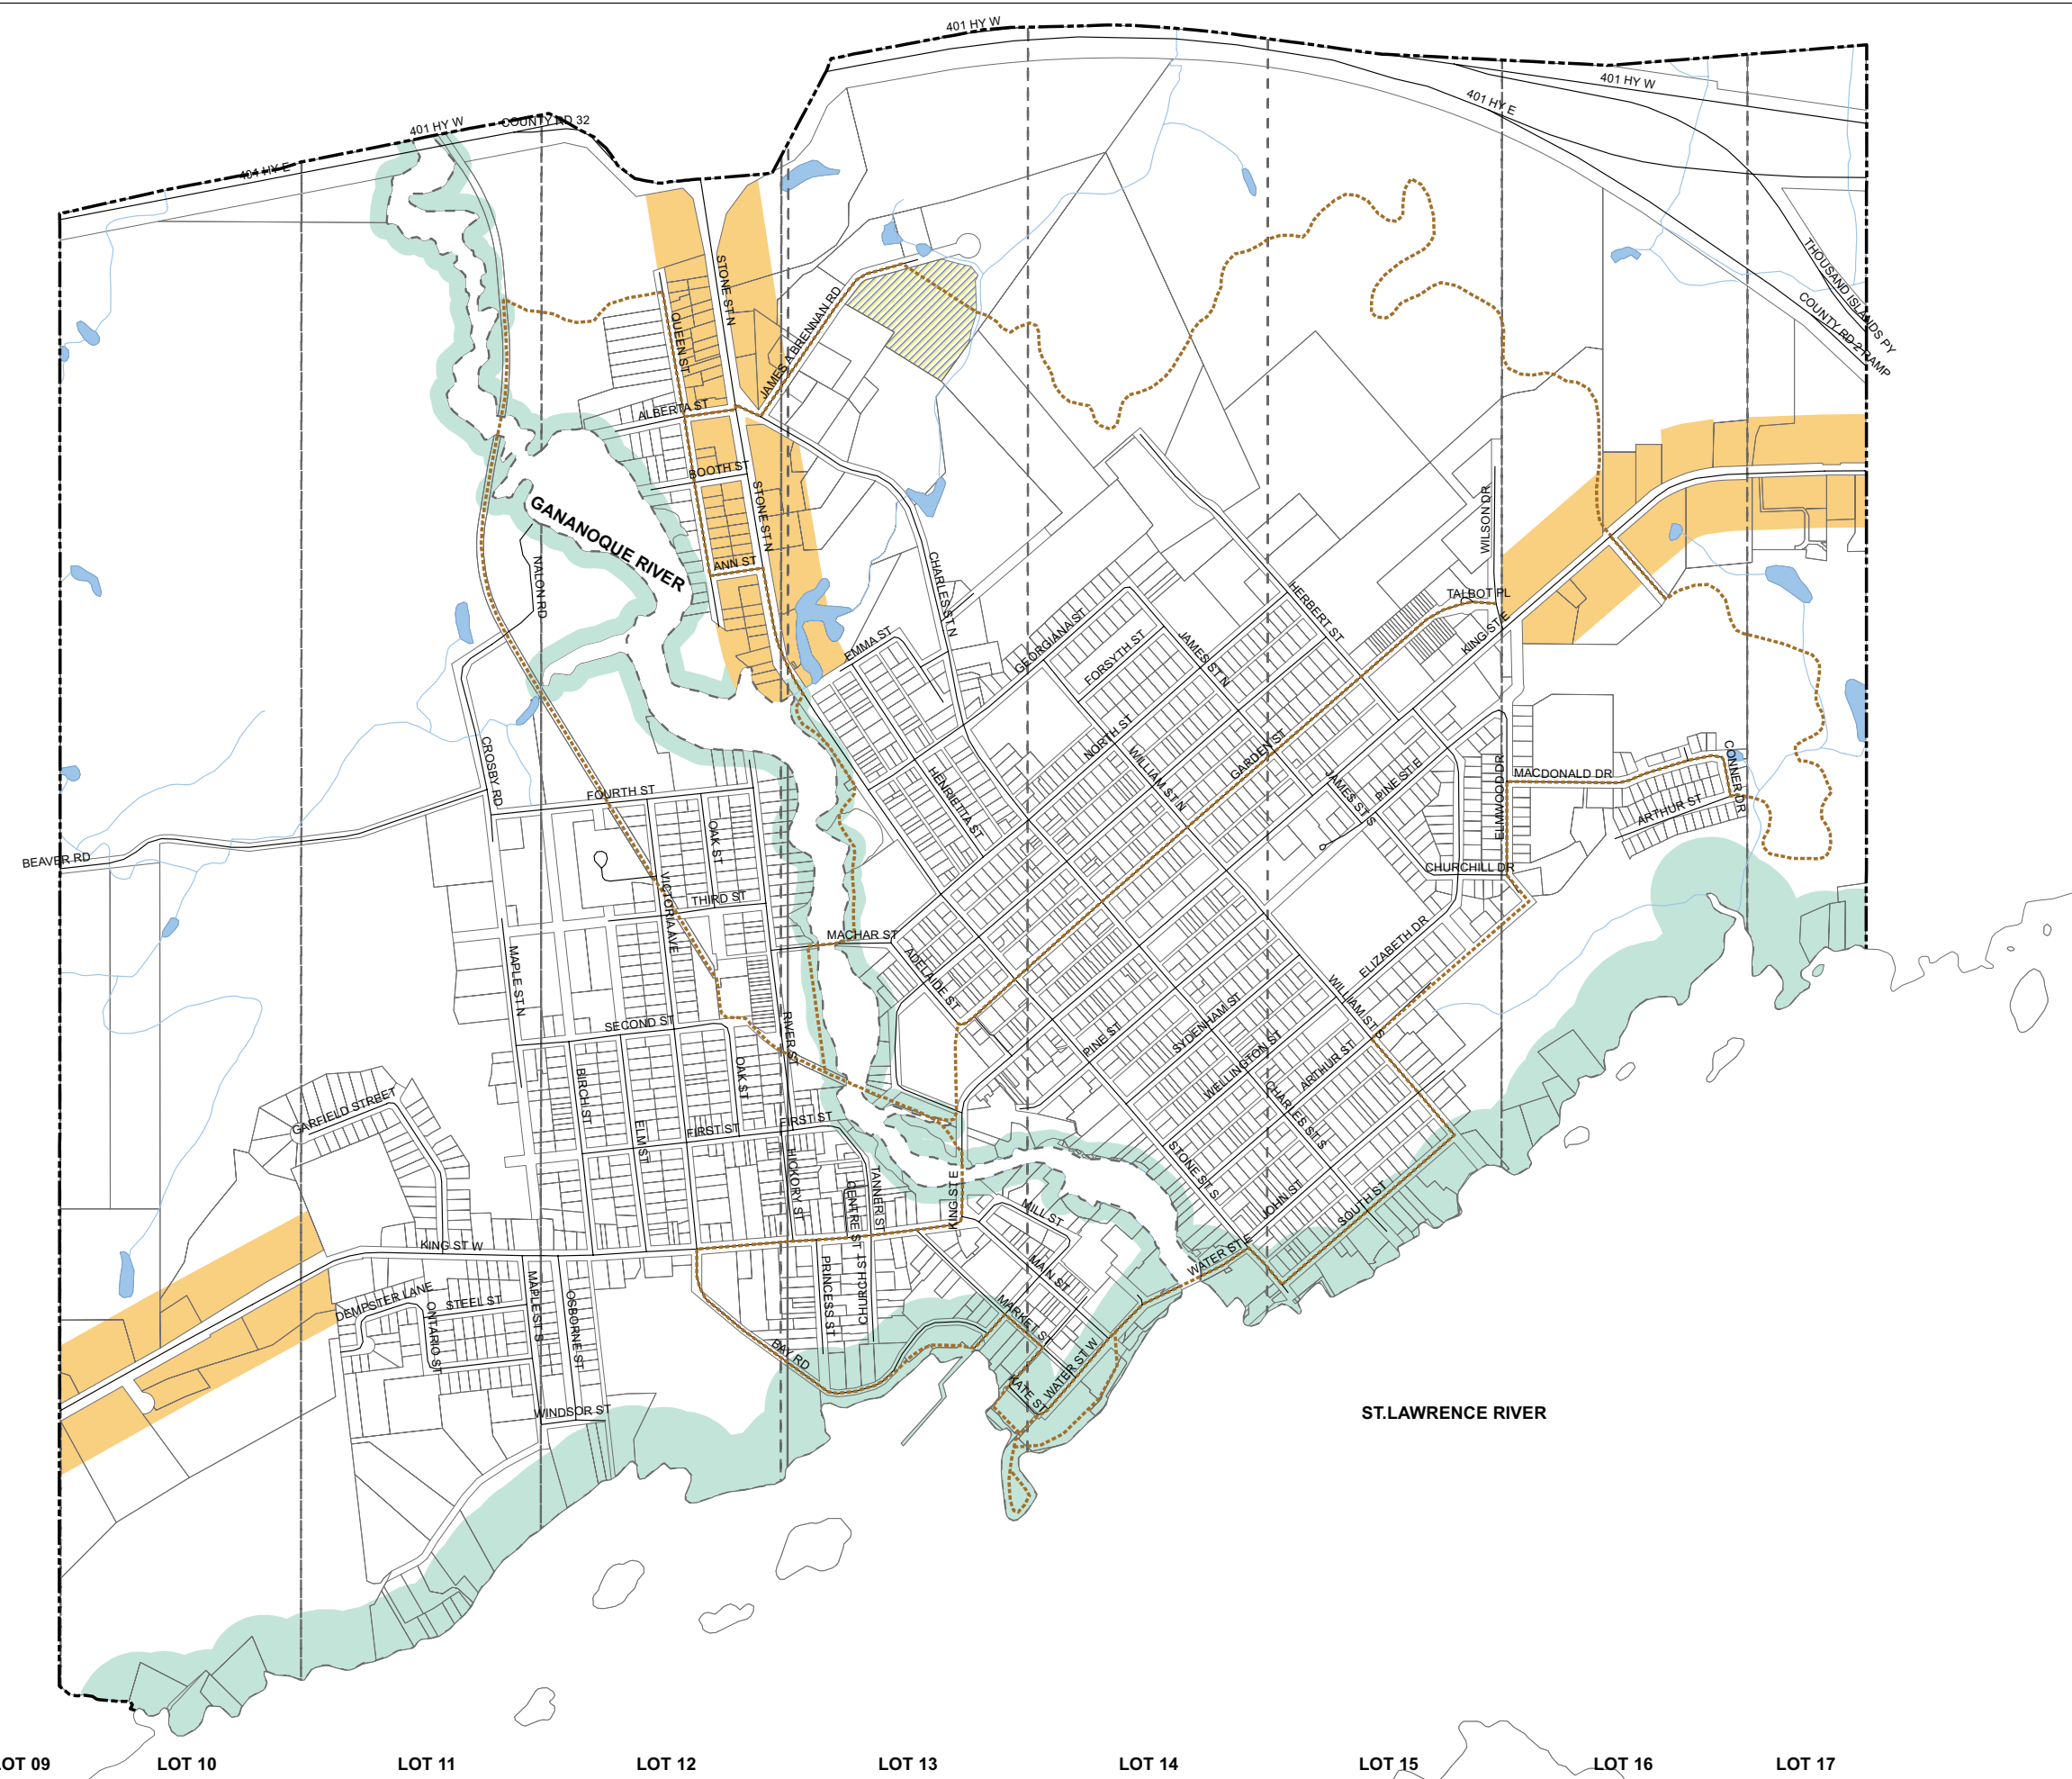 401 HY W
401 HY W
COUNTY RD 32
401 HY E
401 HY W
401 HY E
THOUSAND ISLANDS PY
COUNTY RD 2 RAMP
STONE ST N
QUEEN ST
JAMES A BRENNAN RD
ALBERTA ST
BOOTH ST
STONE ST N
ANN ST
GANANOQUE RIVER
NALON RD
CHARLES ST N
EMMA ST
GEORGIANA ST
FORSYTH ST
JAMES ST N
HERBERT ST
WILSON DR
TALBOT PL
KING ST E
NORTH ST
WILLIAM ST N
GARDEN ST
HENRIETTA ST
JAMES ST S
PINE ST E
ELMWOOD DR
MACDONALD DR
CONNER DR
ARTHUR ST
CHURCHILL DR
CROSBY RD
FOURTH ST
OAK ST
BEAVER RD
VICTORIA AVE
THIRD ST
MACHAR ST
ADELAIDE ST
ELIZABETH DR
MAPLE ST N
SECOND ST
RIVER ST
PINE ST
SYDENHAM ST
WILLIAM ST S
WELLINGTON ST
ARTHUR ST
CHARLES ST S
OAK ST
BIRCH ST
GARFIELD STREET
ELM ST
FIRST ST
FIRST ST
HICKORY ST
CENTRE ST
TANNER ST
KING ST E
STONE ST S
JOHN ST
SOUTH ST
MILL ST
MAIN ST
WATER ST E
KING ST W
MAPLE ST S
OSBORNE ST
PRINCESS ST
CHURCH ST
DEMPSTER LANE
STEEL ST
ONTARIO ST
MARKET ST
BAY RD
WATER ST W
KATE ST
WINDSOR ST
ST.LAWRENCE RIVER
LOT 09
LOT 10
LOT 11
LOT 12
LOT 13
LOT 14
LOT 15
LOT 16
LOT 17